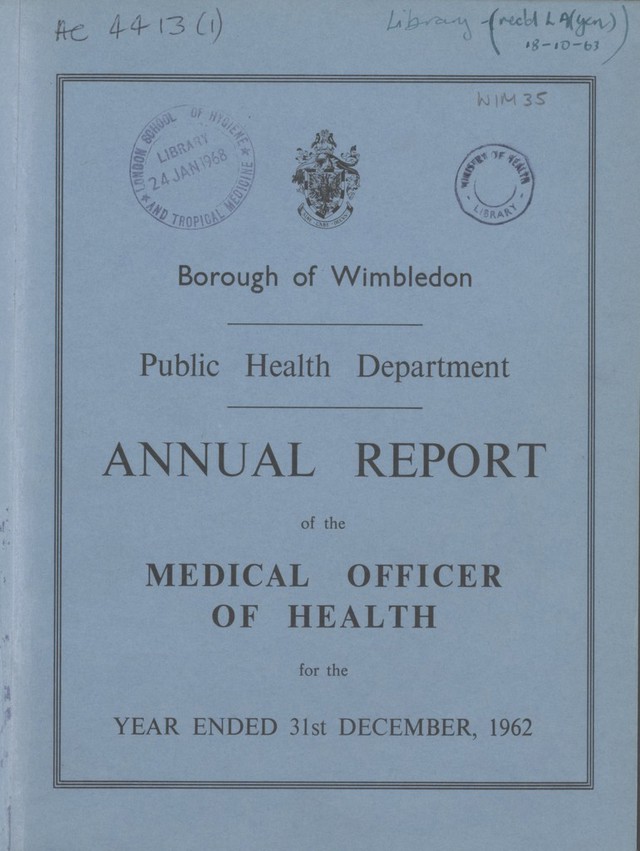 AC 4413 (1)
Library - (recd LA(gen)
18-10-63)
WIM 35
LONDON SCHOOL OF HYGIENE
AND TROPICAL MEDICINE
LIBRARY
24 JAN 1968
MINISTRY OF HEALTH
LIBRARY
Borough of Wimbledon
Public Health Department
ANNUAL REPORT
of the
MEDICAL OFFICER
OF HEALTH
for the
YEAR ENDED 31st DECEMBER, 1962